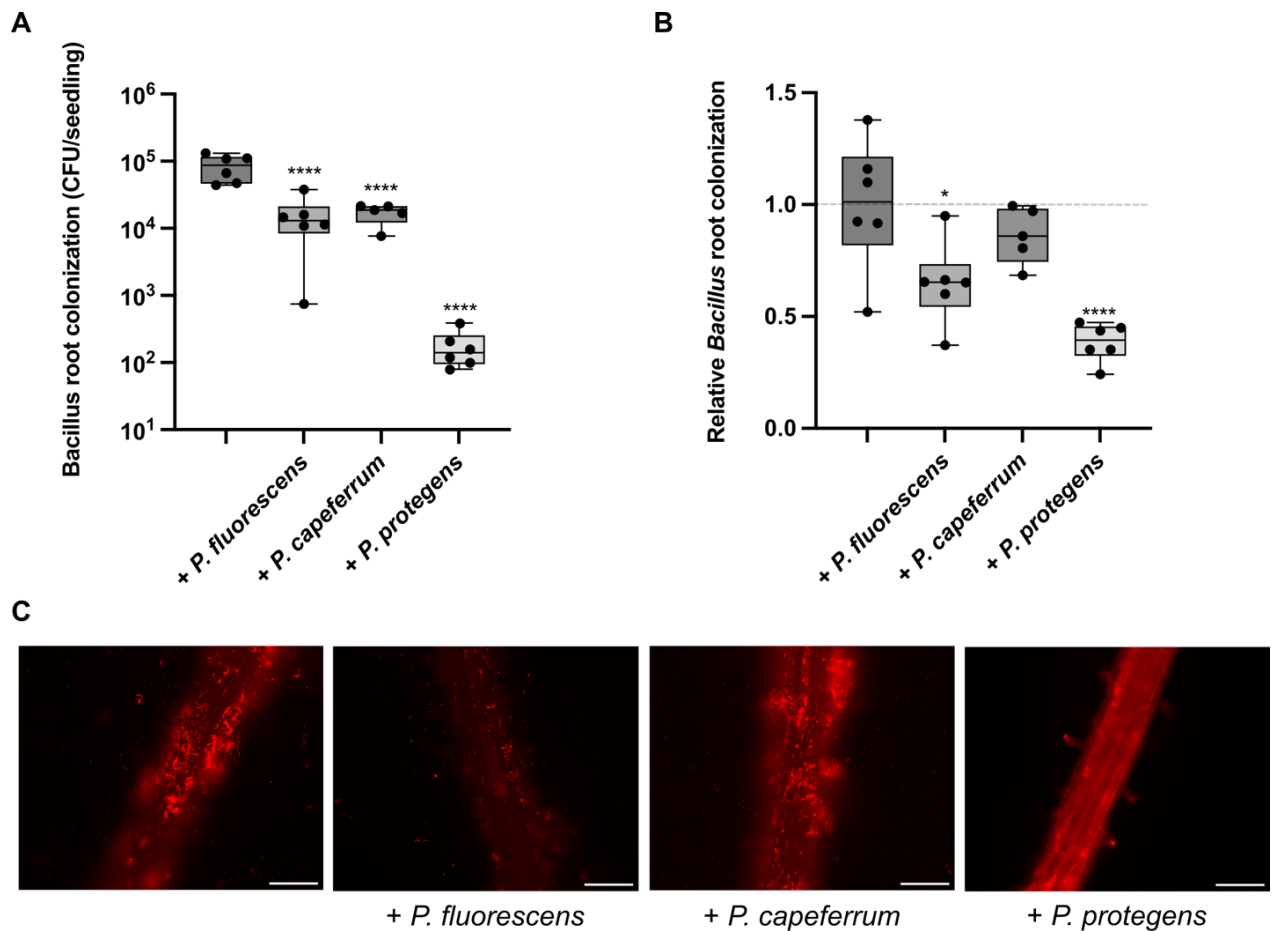 A
B
Bacillus root colonization (CFU/seedling)
10⁶
10⁵
10⁴
10³
10²
10¹
****
****
****
+ P. fluorescens
+ P. capeferrum
+ P. protegens
Relative Bacillus root colonization
1.5
1.0
0.5
0.0
*
****
+ P. fluorescens
+ P. capeferrum
+ P. protegens
C
+ P. fluorescens
+ P. capeferrum
+ P. protegens